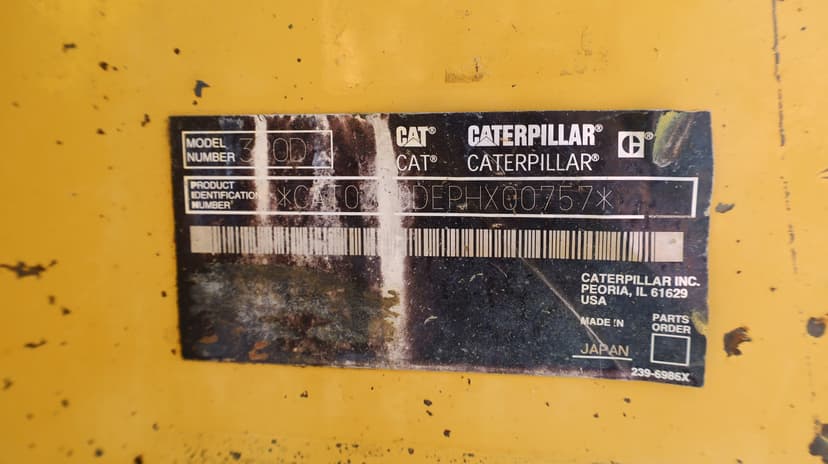 MODEL
NUMBER
CAT® CATERPILLAR®
CAT® CATERPILLAR®
PRODUCT
IDENTIFICATION
NUMBER
CATERPILLAR INC.
PEORIA, IL 61629
USA
MADE IN
JAPAN
PARTS
ORDER
239-5986X